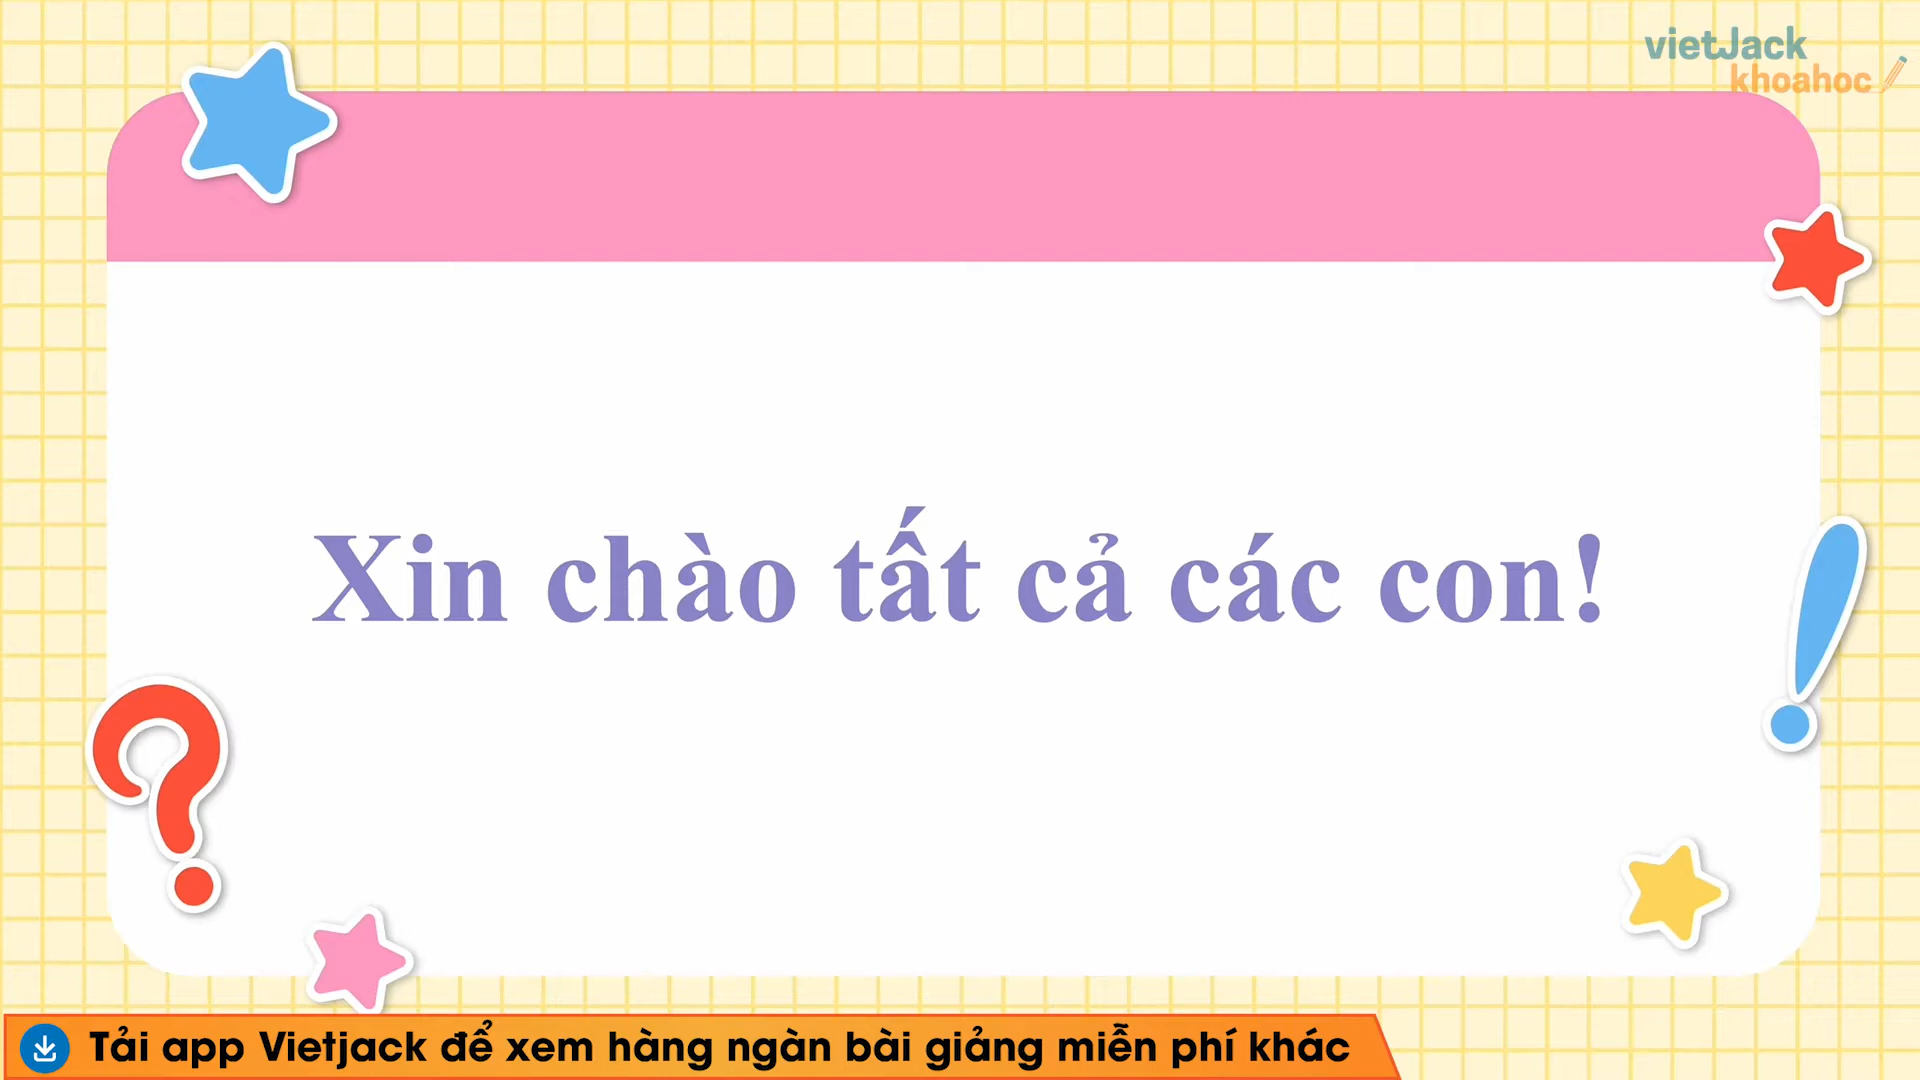 vietJack
khoahoc
Xin chào tất cả các con!
Tải app Vietjack để xem hàng ngàn bài giảng miễn phí khác